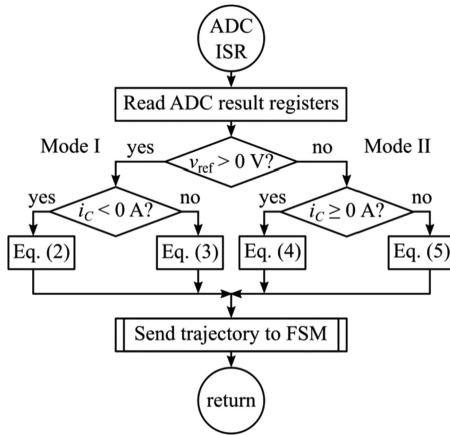 ADC
ISR
Read ADC result registers
Mode I
yes
v_ref > 0 V?
no
Mode II
yes
i_C < 0 A?
no
yes
i_C ≥ 0 A?
no
Eq. (2)
Eq. (3)
Eq. (4)
Eq. (5)
Send trajectory to FSM
return